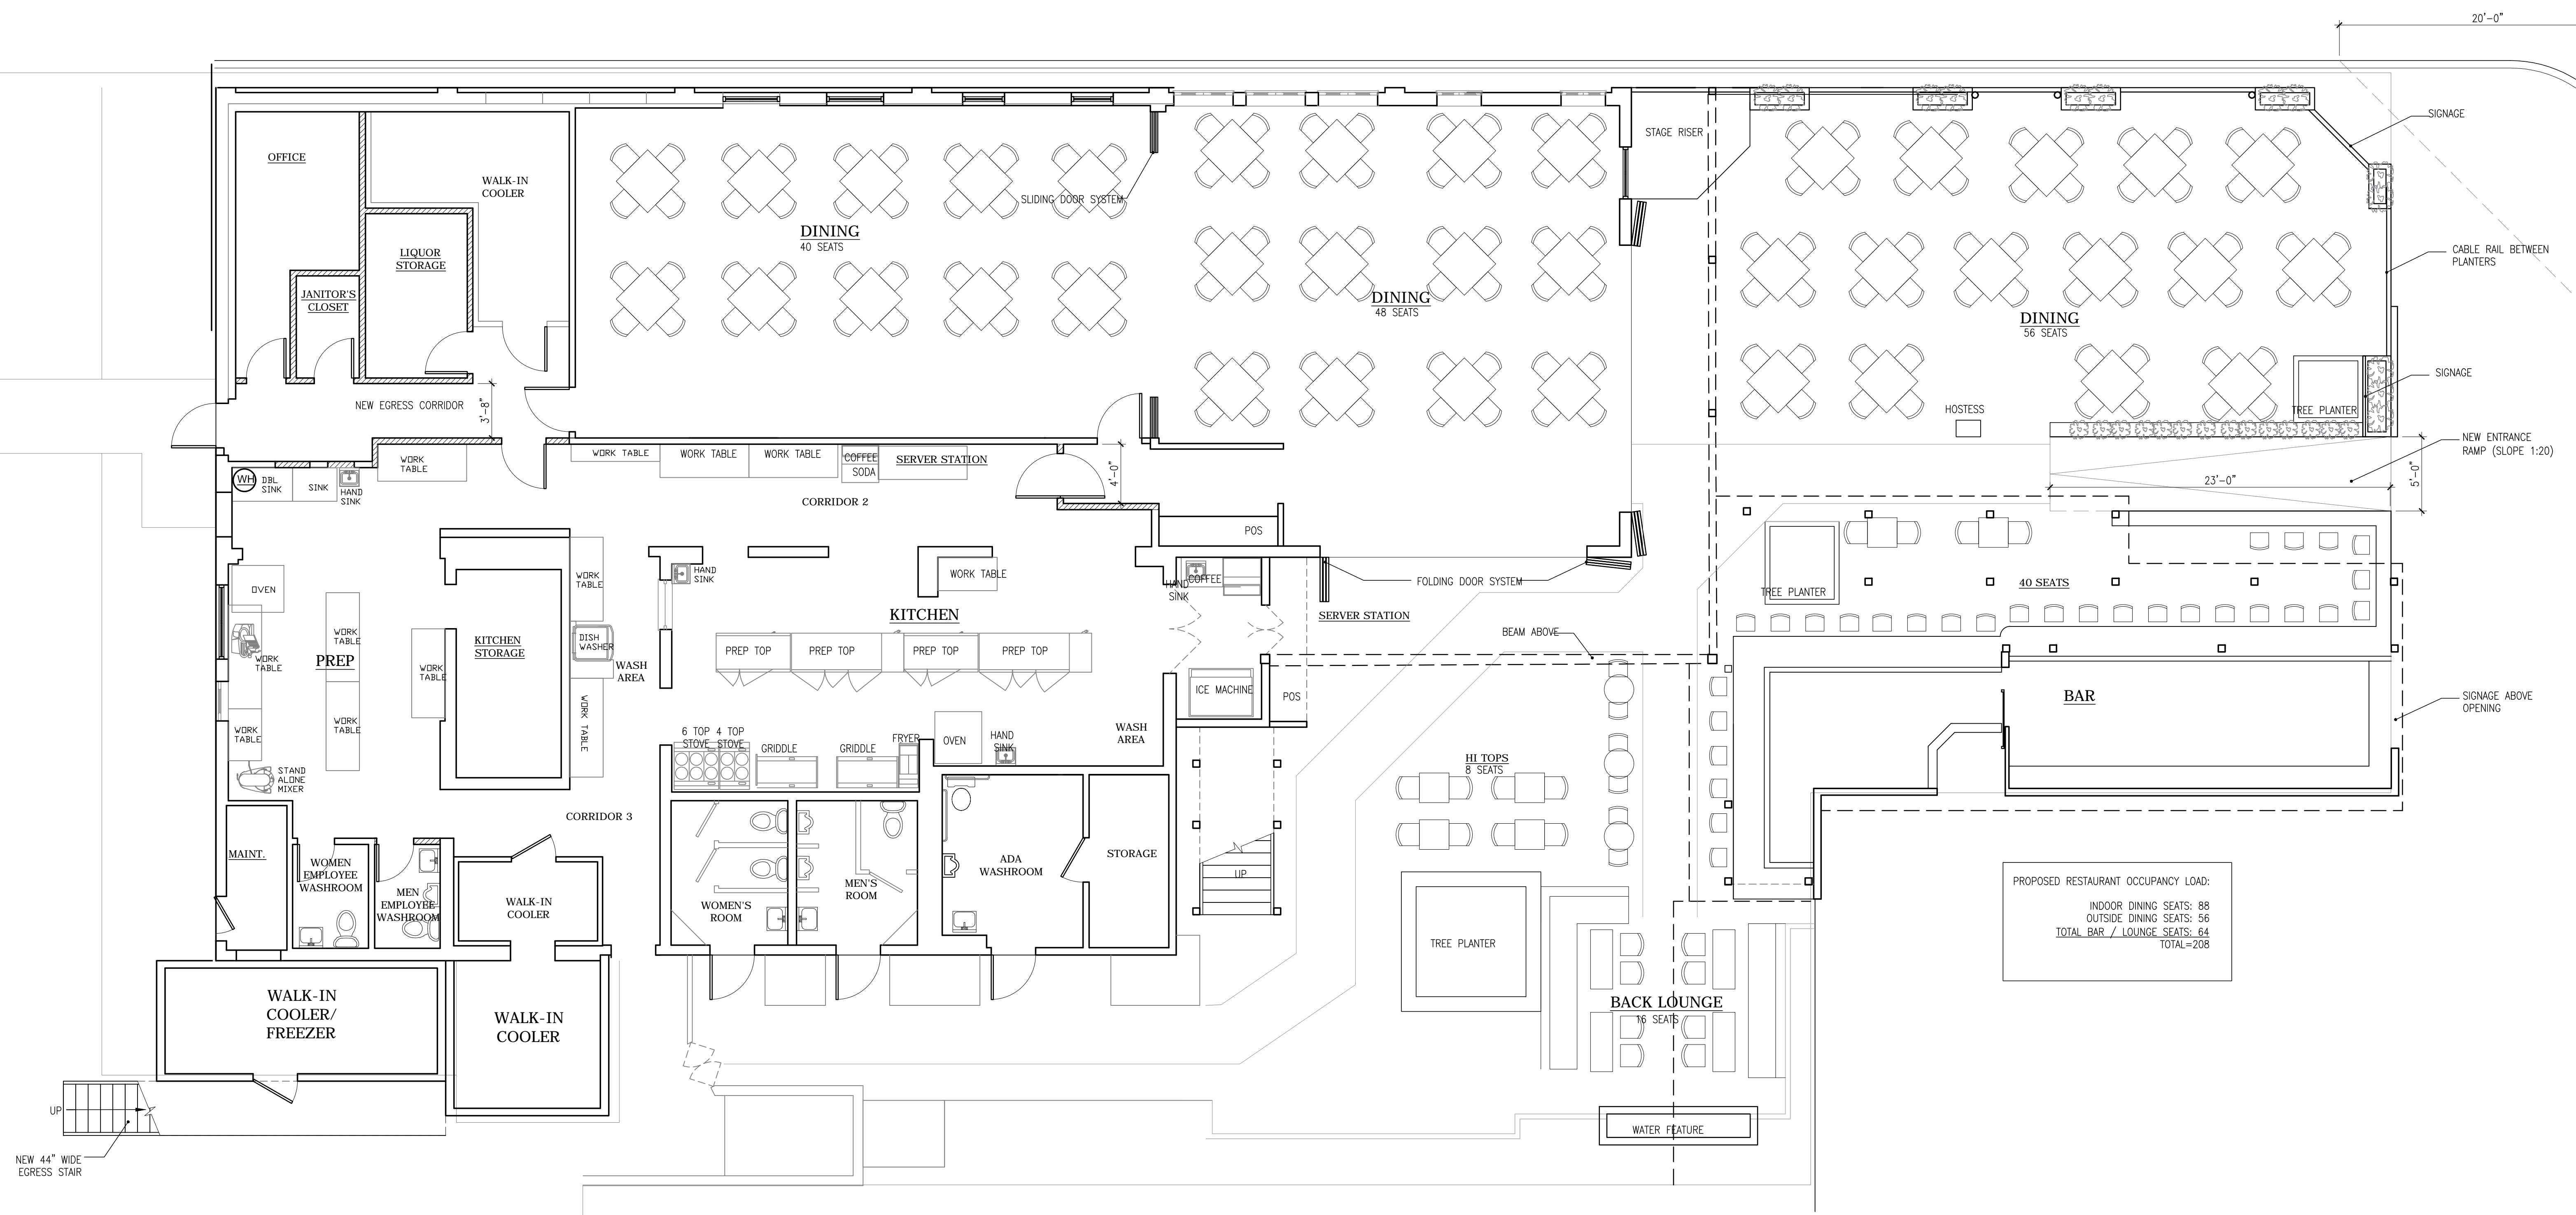 20'-0"
SIGNAGE
STAGE RISER
OFFICE
WALK-IN
COOLER
SLIDING DOOR SYSTEM
DINING
40 SEATS
LIQUOR
STORAGE
CABLE RAIL BETWEEN
PLANTERS
JANITOR'S
CLOSET
DINING
48 SEATS
DINING
56 SEATS
SIGNAGE
NEW EGRESS CORRIDOR
3'-8"
HOSTESS
TREE PLANTER
NEW ENTRANCE
RAMP (SLOPE 1:20)
WORK
TABLE
WORK TABLE
WORK TABLE
WORK TABLE
COFFEE
SODA
SERVER STATION
4'-0"
23'-0"
5'-0"
WH
DBL
SINK
SINK
HAND
SINK
CORRIDOR 2
POS
OVEN
WORK
TABLE
HAND
SINK
WORK TABLE
HAND
SINK
COFFEE
FOLDING DOOR SYSTEM
TREE PLANTER
40 SEATS
KITCHEN
SERVER STATION
BEAM ABOVE
WORK
TABLE
PREP
WORK
TABLE
WORK
TABLE
KITCHEN
STORAGE
DISH
WASHER
WASH
AREA
PREP TOP
PREP TOP
PREP TOP
PREP TOP
ICE MACHINE
POS
BAR
SIGNAGE ABOVE
OPENING
WORK
TABLE
WORK
TABLE
WORK TABLE
6 TOP
STOVE
4 TOP
STOVE
GRIDDLE
GRIDDLE
FRYER
OVEN
HAND
SINK
WASH
AREA
HI TOPS
8 SEATS
STAND
ALONE
MIXER
CORRIDOR 3
MAINT.
WOMEN
EMPLOYEE
WASHROOM
MEN
EMPLOYEE
WASHROOM
WALK-IN
COOLER
WOMEN'S
ROOM
MEN'S
ROOM
ADA
WASHROOM
STORAGE
UP
PROPOSED RESTAURANT OCCUPANCY LOAD:
INDOOR DINING SEATS: 88
OUTSIDE DINING SEATS: 56
TOTAL BAR / LOUNGE SEATS: 64
TOTAL=208
TREE PLANTER
WALK-IN
COOLER/
FREEZER
WALK-IN
COOLER
BACK LOUNGE
16 SEATS
UP
WATER FEATURE
NEW 44" WIDE
EGRESS STAIR